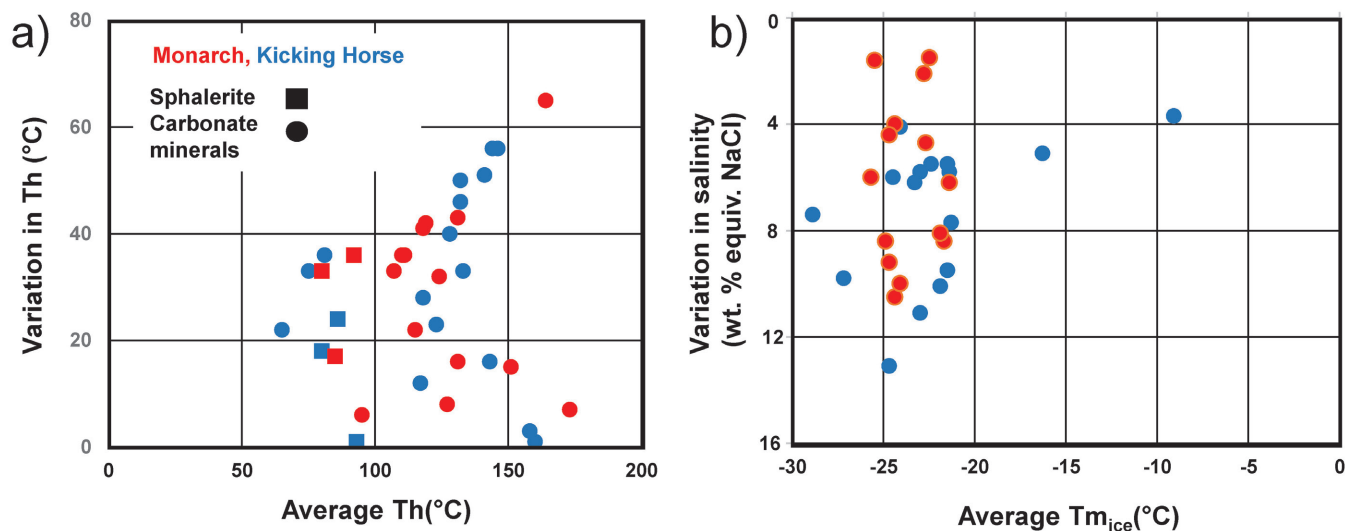 a)
80
60
40
20
0
Variation in Th (°C)
Monarch, Kicking Horse
Sphalerite
Carbonate
minerals
0 50 100 150 200
Average Th(°C)
b)
0
4
8
12
16
Variation in salinity
(wt. % equiv. NaCl)
-30 -25 -20 -15 -10 -5 0
Average Tmice(°C)